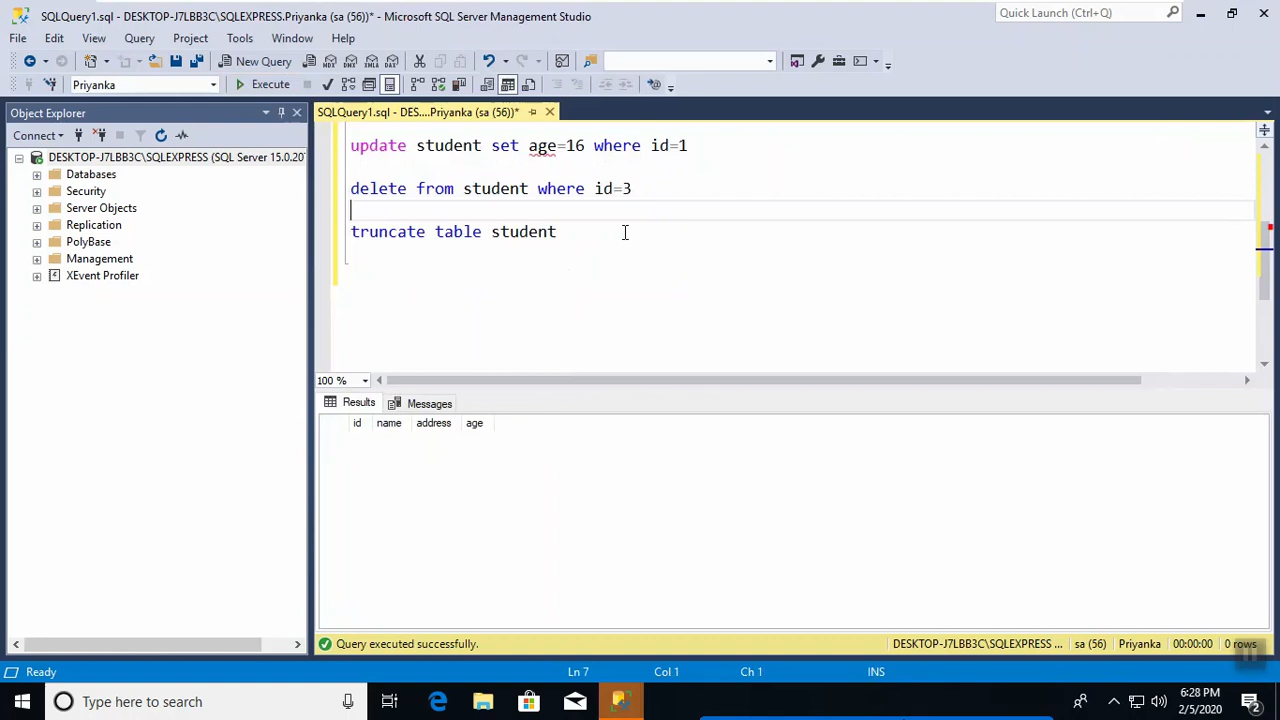 SQLQuery1.sql - DESKTOP-J7LBB3C\SQLEXPRESS.Priyanka (sa (56))* - Microsoft SQL Server Management Studio
Quick Launch (Ctrl+Q)
File Edit View Query Project Tools Window Help
New Query
Priyanka Execute
Object Explorer
SQLQuery1.sql - DES....Priyanka (sa (56))*
Connect
DESKTOP-J7LBB3C\SQLEXPRESS (SQL Server 15.0.20
Databases
Security
Server Objects
Replication
PolyBase
Management
XEvent Profiler
update student set age=16 where id=1
delete from student where id=3
truncate table student
100 %
Results Messages
id name address age
Query executed successfully.
DESKTOP-J7LBB3C\SQLEXPRESS ... sa (56) Priyanka 00:00:00 0 rows
Ready Ln 7 Col 1 Ch 1 INS
Type here to search
6:28 PM
2/5/2020
2